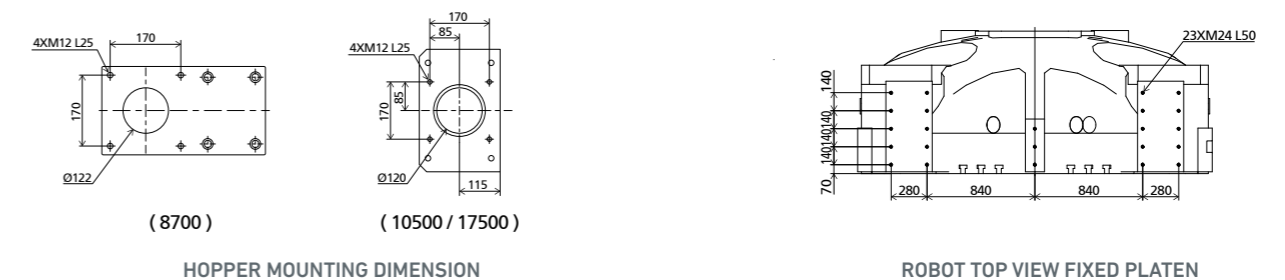 4XM12 L25
170
170
Ø122
( 8700 )
170
85
4XM12 L25
170
85
Ø120
115
( 10500 / 17500 )
HOPPER MOUNTING DIMENSION
23XM24 L50
140
140
140
140
70
280
840
840
280
ROBOT TOP VIEW FIXED PLATEN